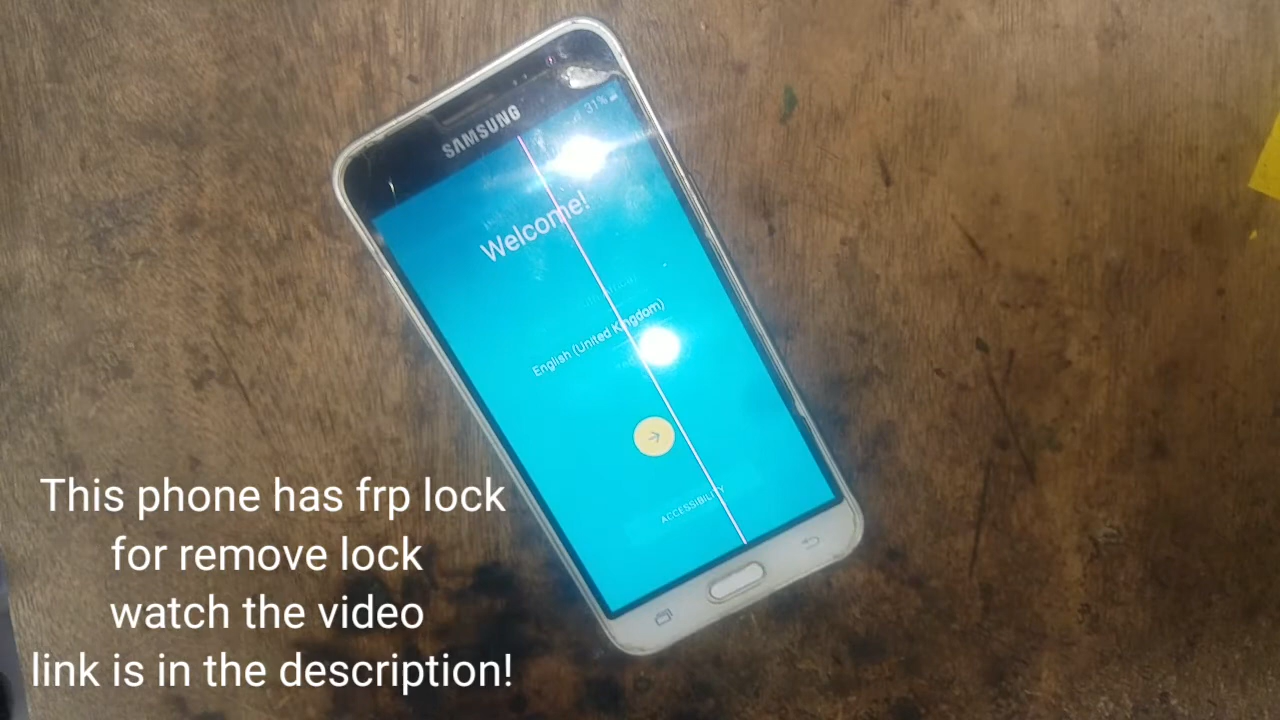 31%
SAMSUNG
Welcome!
English (United Kingdom)
ACCESSIBILITY
This phone has frp lock
for remove lock
watch the video
link is in the description!